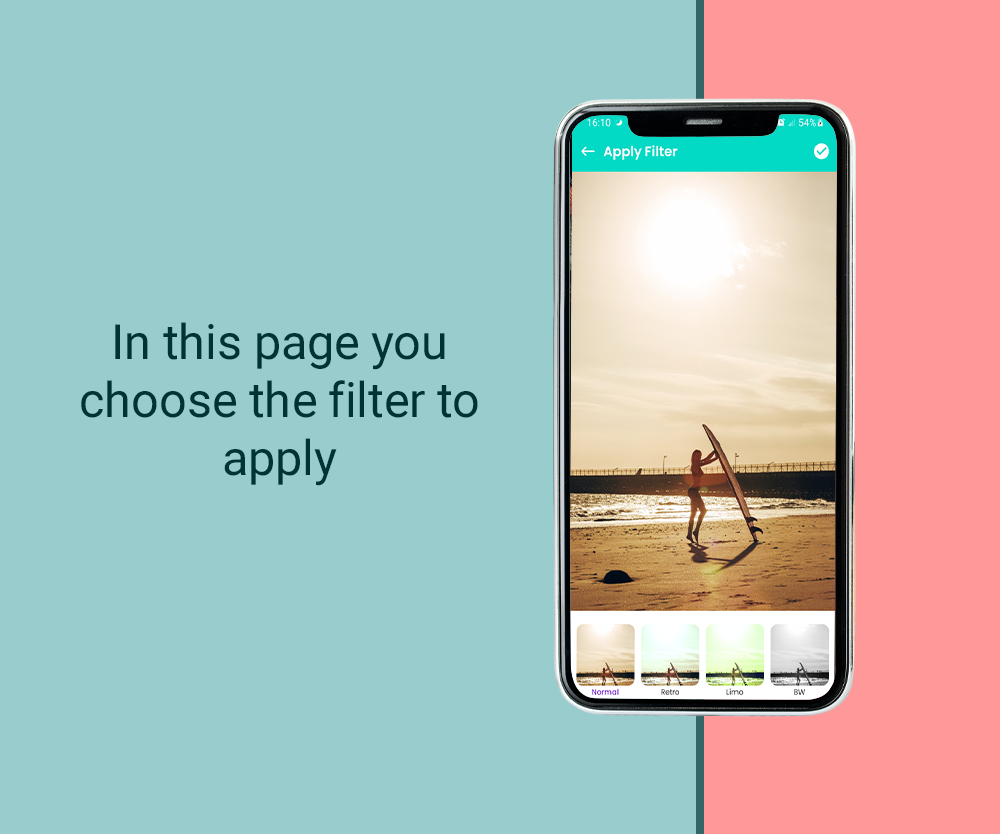 In this page you
choose the filter to
apply
16:10 54%
Apply Filter
Normal Retro Limo BW